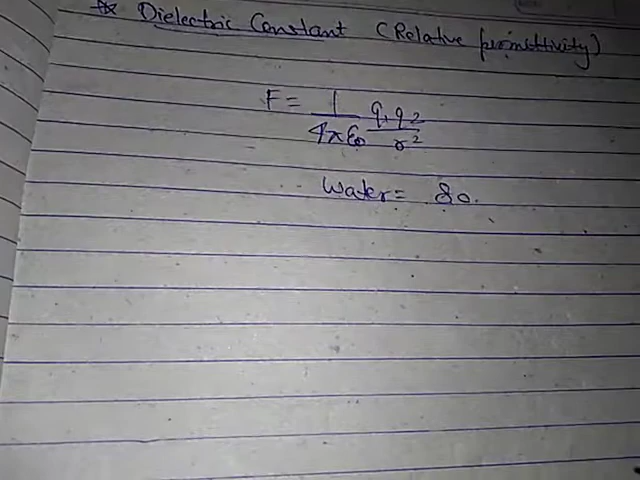 Dielectric Constant (Relative permittivity)
F = 1/4πε₀ q₁q₂/r²
Water = 80.